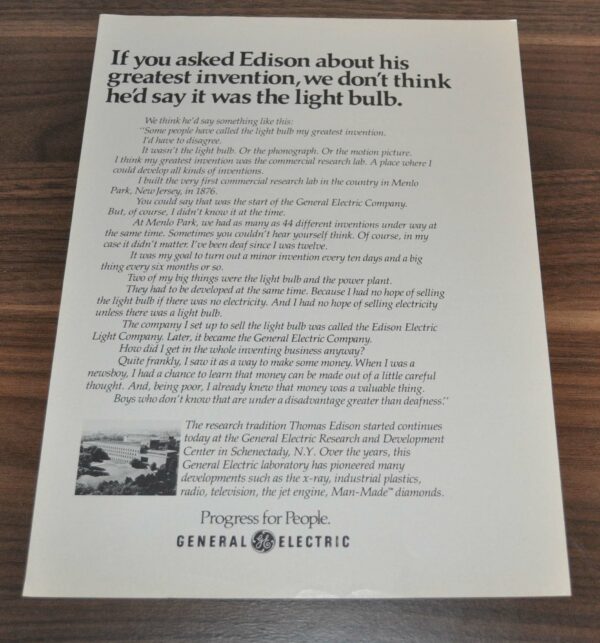 If you asked Edison about his
greatest invention, we don't think
he'd say it was the light bulb.
We think he'd say something like this:
"Some people have called the light bulb my greatest invention.
I'd have to disagree.
It wasn't the light bulb. Or the phonograph. Or the motion picture.
I think my greatest invention was the commercial research lab. A place where I
could develop all kinds of inventions.
I built the very first commercial research lab in the country in Menlo
Park, New Jersey, in 1876.
You could say that was the start of the General Electric Company.
But, of course, I didn't know it at the time.
At Menlo Park, we had as many as 44 different inventions under way at
the same time. Sometimes you couldn't hear yourself think. Of course, in my
case it didn't matter. I've been deaf since I was twelve.
It was my goal to turn out a minor invention every ten days and a big
thing every six months or so.
Two of my big things were the light bulb and the power plant.
They had to be developed at the same time. Because I had no hope of selling
the light bulb if there was no electricity. And I had no hope of selling electricity
unless there was a light bulb.
The company I set up to sell the light bulb was called the Edison Electric
Light Company. Later, it became the General Electric Company.
How did I get in the whole inventing business anyway?
Quite frankly, I saw it as a way to make some money. When I was a
newsboy, I had a chance to learn that money can be made out of a little careful
thought. And, being poor, I already knew that money was a valuable thing.
Boys who don't know that are under a disadvantage greater than deafness."
The research tradition Thomas Edison started continues
today at the General Electric Research and Development
Center in Schenectady, N.Y. Over the years, this
General Electric laboratory has pioneered many
developments such as the x-ray, industrial plastics,
radio, television, the jet engine, Man-Made™ diamonds.
Progress for People.
GENERAL GE ELECTRIC